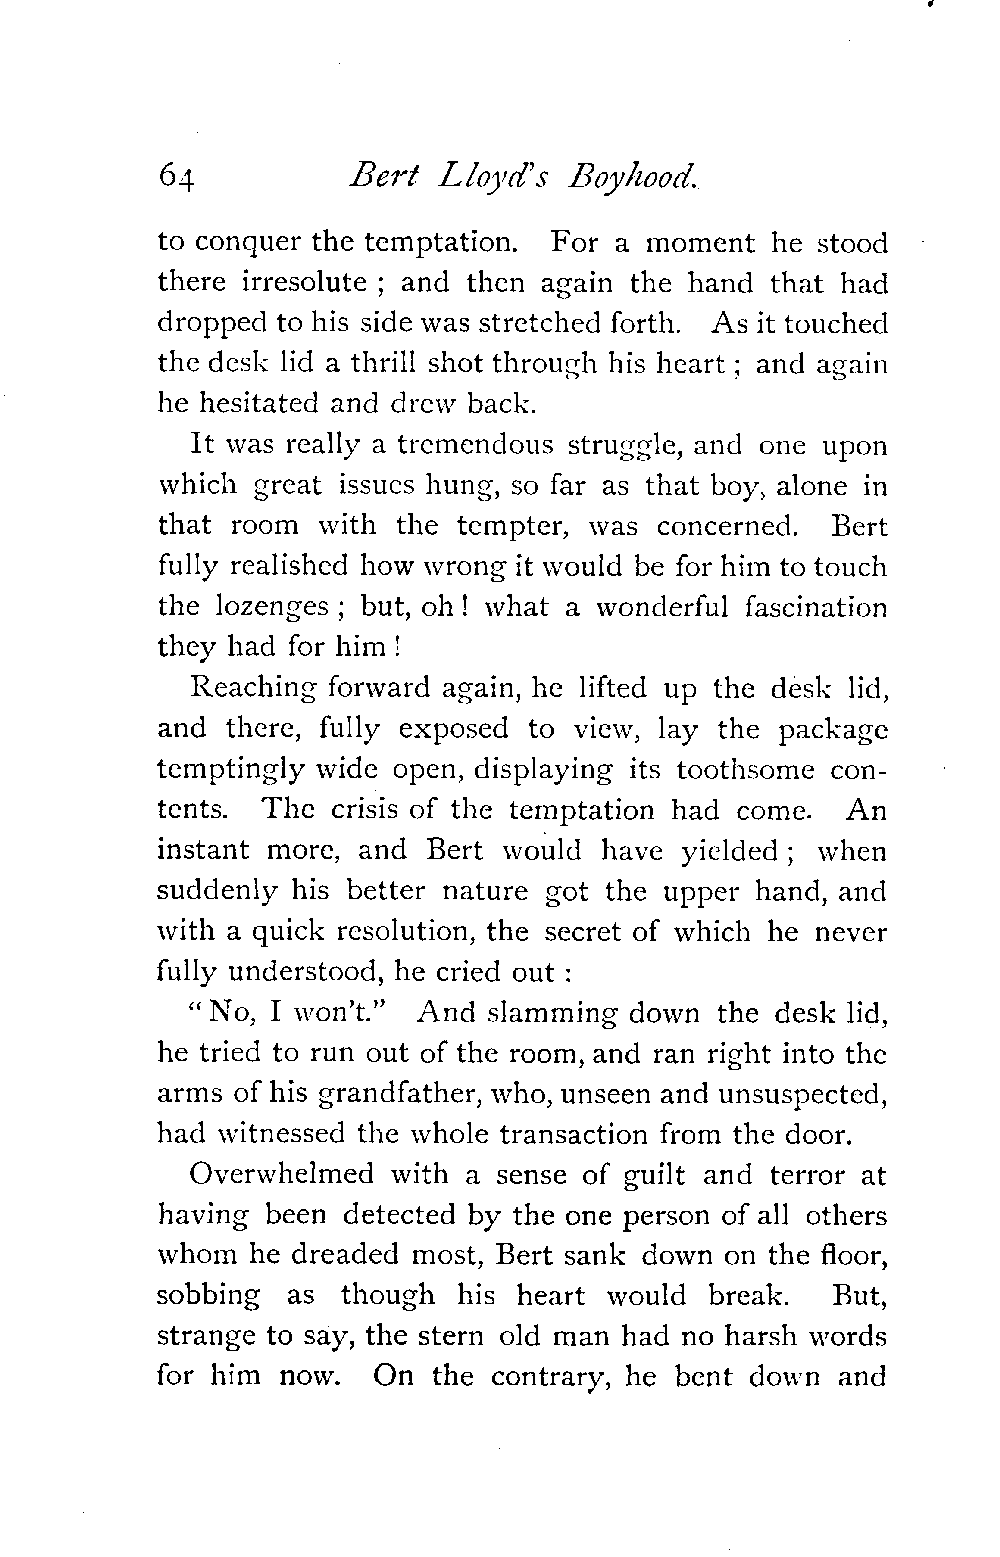 64 Bert Lloyd's Boyhood.
to conquer the temptation. For a moment he stood
there irresolute ; and then again the hand that had
dropped to his side was stretched forth. As it touched
the desk lid a thrill shot through his heart ; and again
he hesitated and drew back.
It was really a tremendous struggle, and one upon
which great issues hung, so far as that boy, alone in
that room with the tempter, was concerned. Bert
fully realished how wrong it would be for him to touch
the lozenges ; but, oh ! what a wonderful fascination
they had for him !
Reaching forward again, he lifted up the desk lid,
and there, fully exposed to view, lay the package
temptingly wide open, displaying its toothsome con-
tents. The crisis of the temptation had come. An
instant more, and Bert would have yielded ; when
suddenly his better nature got the upper hand, and
with a quick resolution, the secret of which he never
fully understood, he cried out :
“ No, I won't.” And slamming down the desk lid,
he tried to run out of the room, and ran right into the
arms of his grandfather, who, unseen and unsuspected,
had witnessed the whole transaction from the door.
Overwhelmed with a sense of guilt and terror at
having been detected by the one person of all others
whom he dreaded most, Bert sank down on the floor,
sobbing as though his heart would break. But,
strange to say, the stern old man had no harsh words
for him now. On the contrary, he bent down and